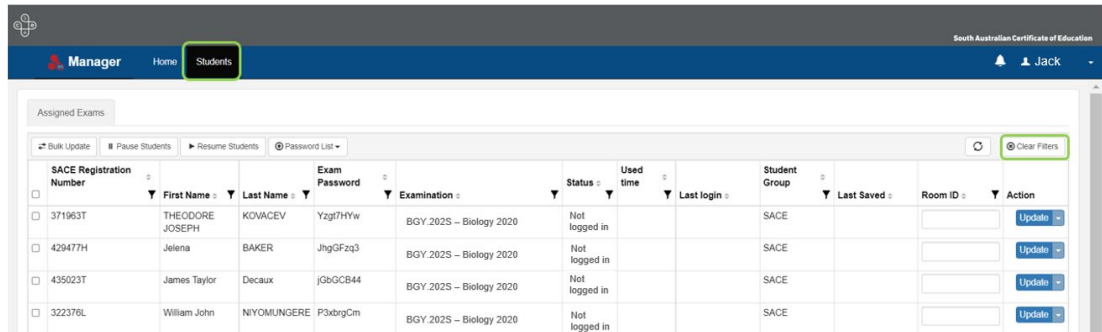 South Australian Certificate of Education
Manager Home Students Jack
Assigned Exams
Bulk Update Pause Students Resume Students Password List Clear Filters
SACE Registration Number First Name Last Name Exam Password Examination Status Used time Last login Student Group Last Saved Room ID Action
371963T THEODORE JOSEPH KOVACEV Yzgt7HYw BGY.202S – Biology 2020 Not logged in SACE Update
429477H Jelena BAKER JhgGFzq3 BGY.202S – Biology 2020 Not logged in SACE Update
435023T James Taylor Decaux jGbGCB44 BGY.202S – Biology 2020 Not logged in SACE Update
322376L William John NIYOMUNGERE P3xbrgCm BGY.202S – Biology 2020 Not logged in SACE Update